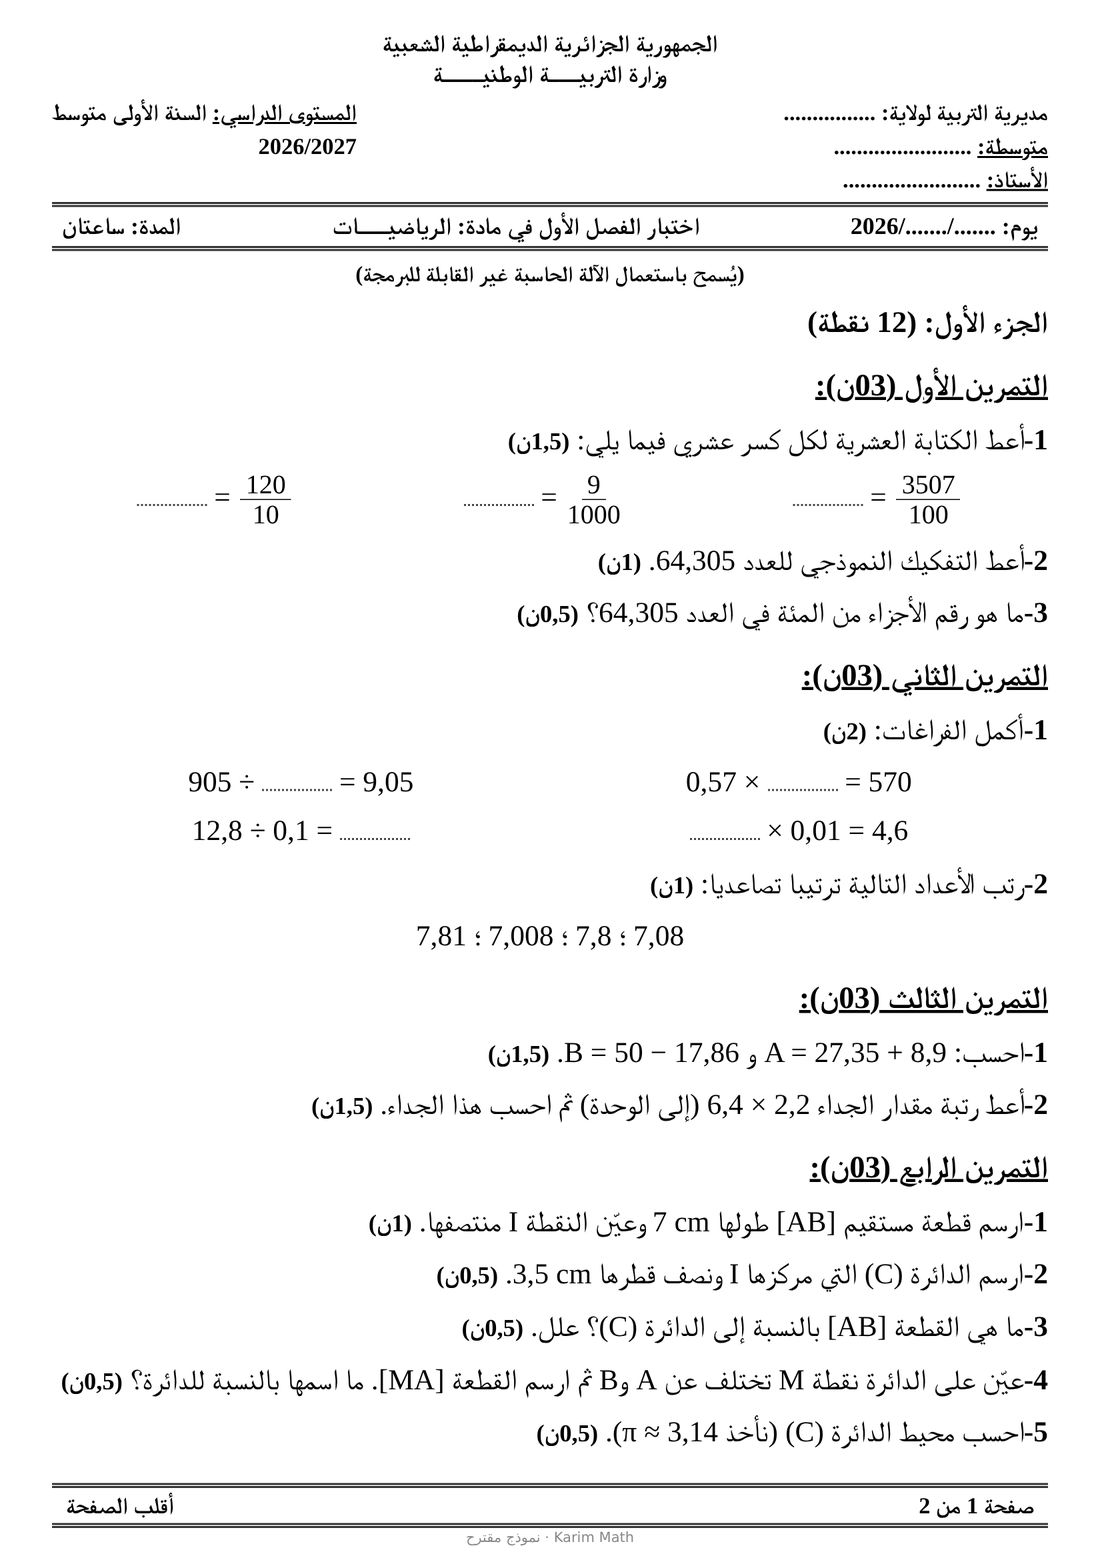 الجمهورية الجزائرية الديمقراطية الشعبية
وزارة التربيـــــة الوطنيـــــــة
مديرية التربية لولاية: ................
المستوى الدراسي: السنة الأولى متوسط
متوسطة: ........................
2026/2027
الأستاذ: ........................
يوم: ......./......./2026 اختبار الفصل الأول في مادة: الرياضيـــــات المدة: ساعتان
(يُسمح باستعمال الآلة الحاسبة غير القابلة للبرمجة)
الجزء الأول: (12 نقطة)
التمرين الأول (03ن):
1-أعط الكتابة العشرية لكل كسر عشري فيما يلي: (1,5ن)
3507/100 = .................. 9/1000 = .................. 120/10 = ..................
2-أعط التفكيك النموذجي للعدد 64,305. (1ن)
3-ما هو رقم الأجزاء من المئة في العدد 64,305؟ (0,5ن)
التمرين الثاني (03ن):
1-أكمل الفراغات: (2ن)
0,57 × .................. = 570
905 ÷ .................. = 9,05
.................. × 0,01 = 4,6
12,8 ÷ 0,1 = ..................
2-رتب الأعداد التالية ترتيبا تصاعديا: (1ن)
7,08 ؛ 7,8 ؛ 7,008 ؛ 7,81
التمرين الثالث (03ن):
1-احسب: A = 27,35 + 8,9 و B = 50 − 17,86. (1,5ن)
2-أعط رتبة مقدار الجداء 6,4 × 2,2 (إلى الوحدة) ثم احسب هذا الجداء. (1,5ن)
التمرين الرابع (03ن):
1-ارسم قطعة مستقيم [AB] طولها 7 cm وعيّن النقطة I منتصفها. (1ن)
2-ارسم الدائرة (C) التي مركزها I ونصف قطرها 3,5 cm. (0,5ن)
3-ما هي القطعة [AB] بالنسبة إلى الدائرة (C)؟ علل. (0,5ن)
4-عيّن على الدائرة نقطة M تختلف عن A وB ثم ارسم القطعة [MA]. ما اسمها بالنسبة للدائرة؟ (0,5ن)
5-احسب محيط الدائرة (C) (نأخذ π ≈ 3,14). (0,5ن)
صفحة 1 من 2 أقلب الصفحة
نموذج مقترح · Karim Math